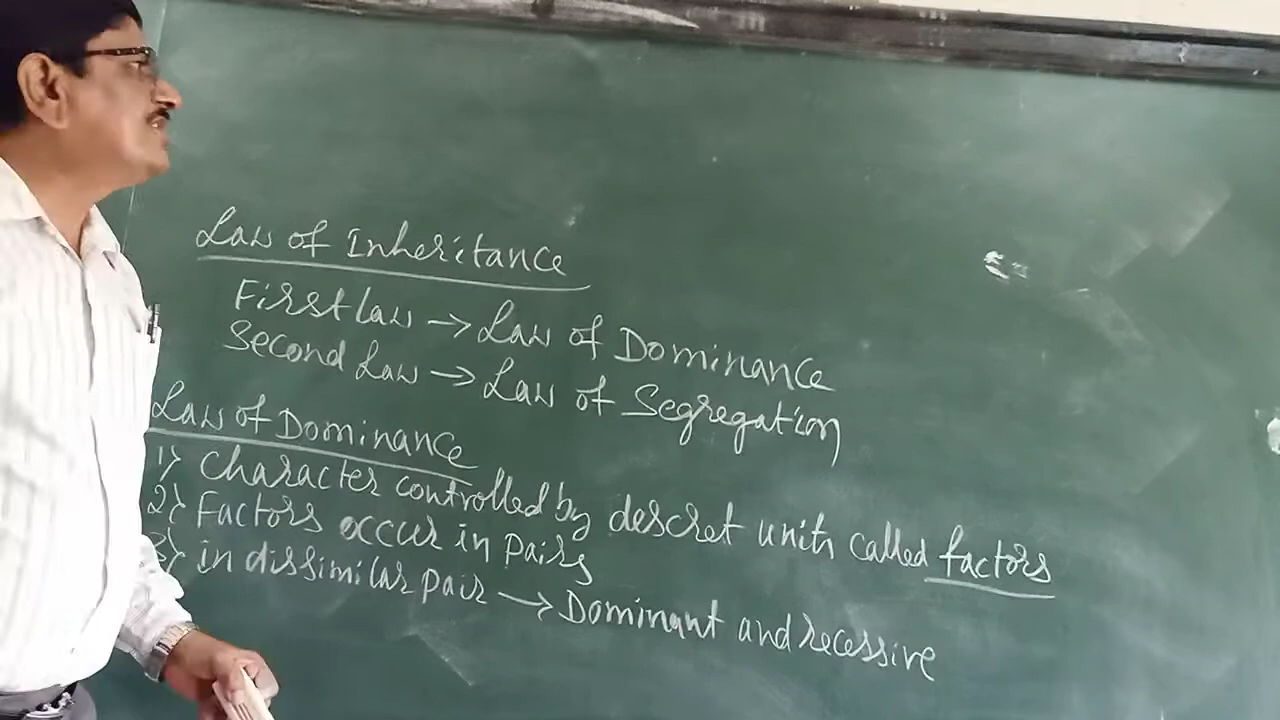 Law of Inheritance
First law → Law of Dominance
Second Law → Law of Segregation
Law of Dominance
1) Character controlled by descret units called factors
2) Factors occur in Pairs
3) in dissimilar pair → Dominant and recessive